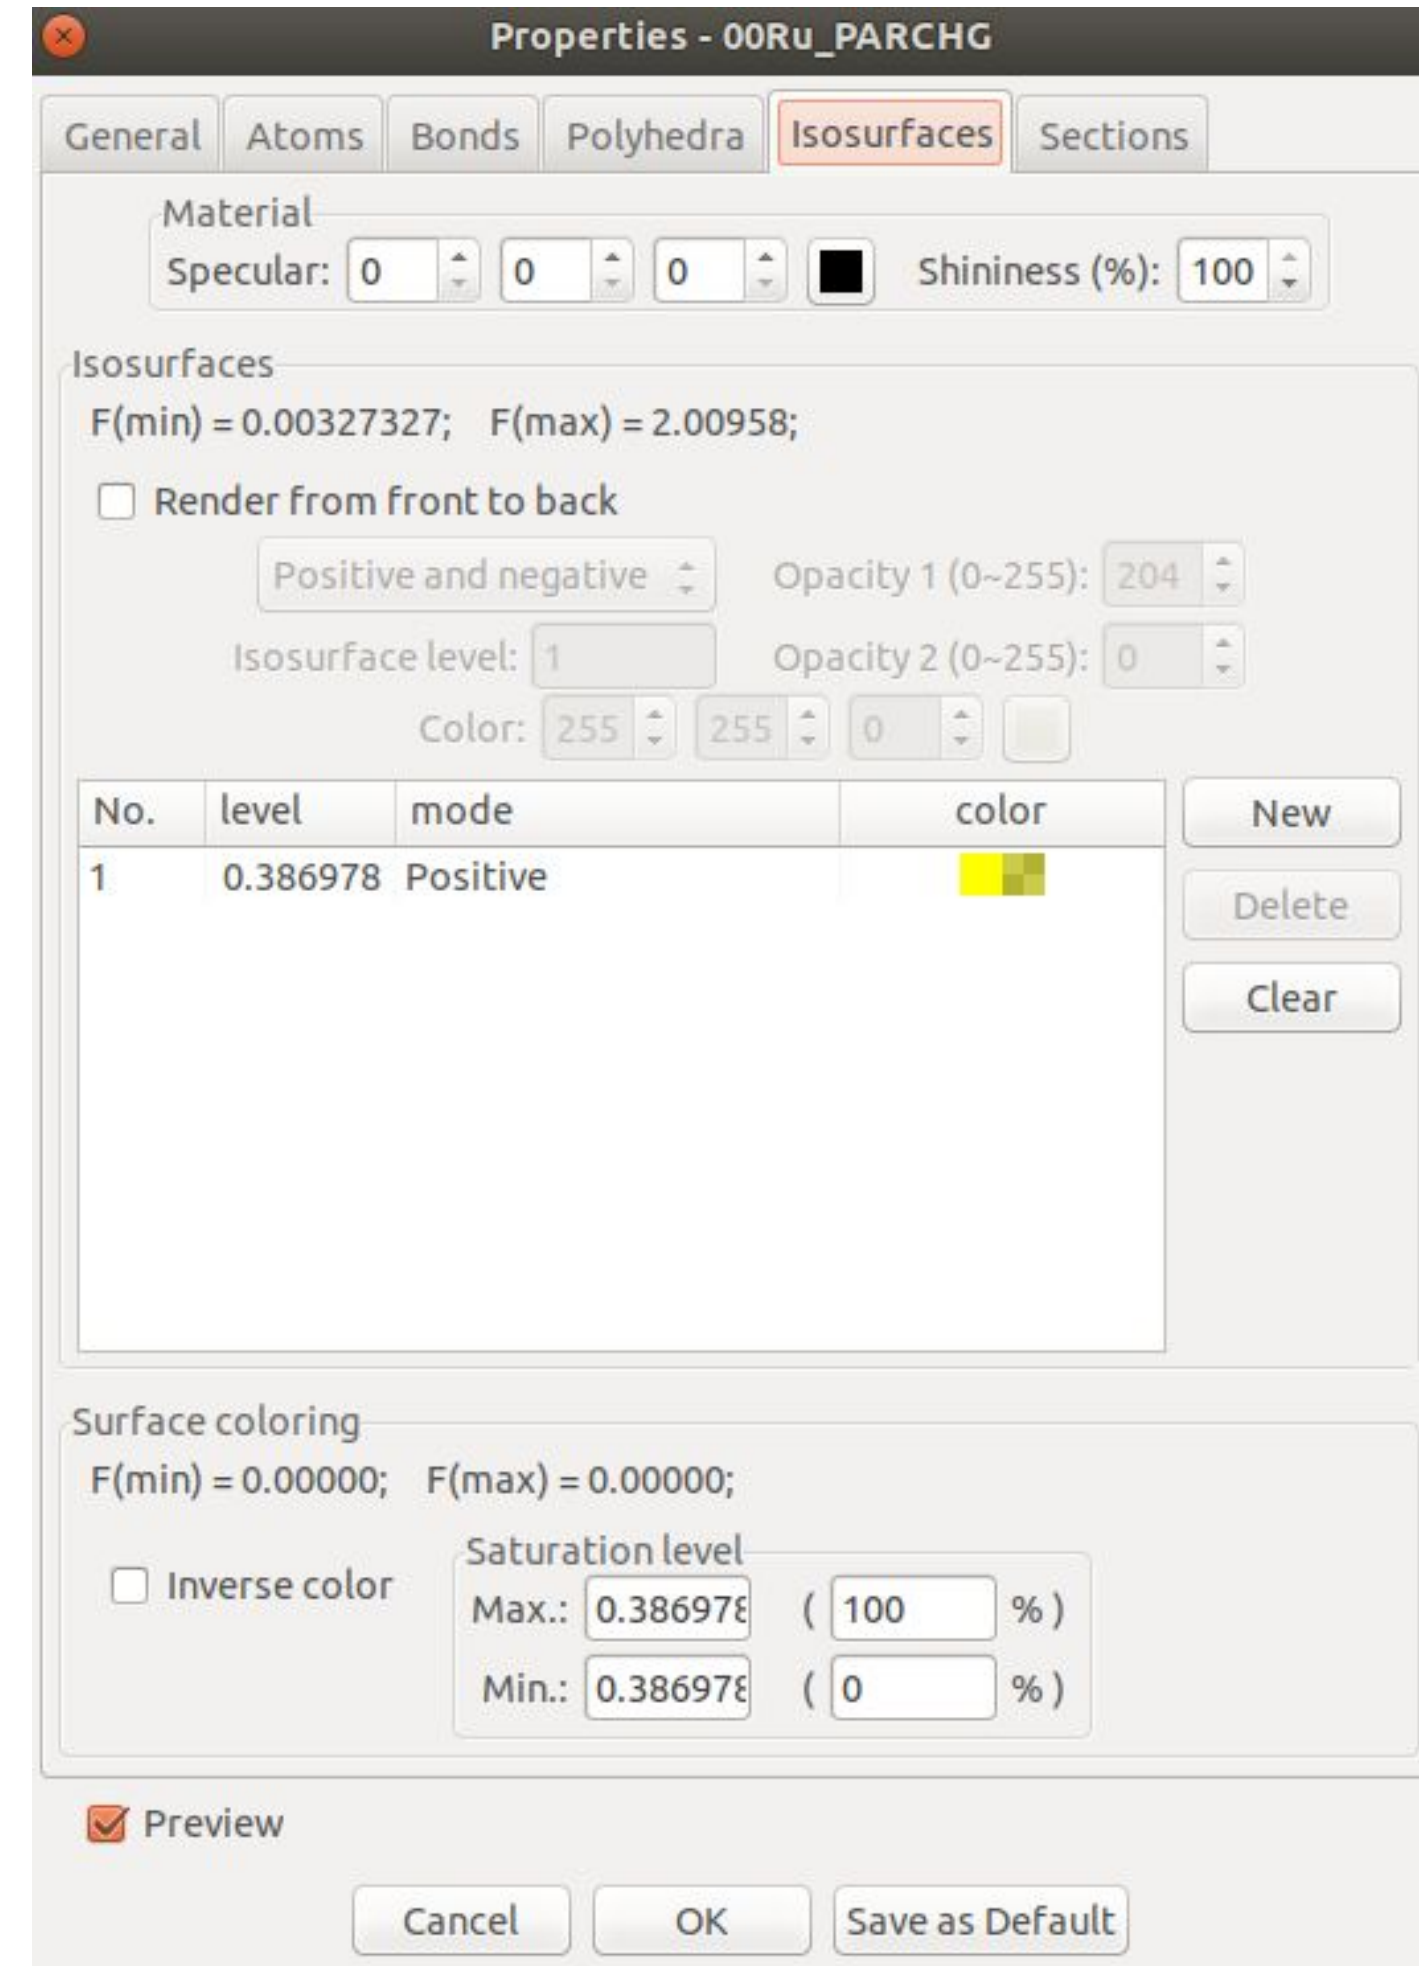 Properties - 00Ru_PARCHG
General Atoms Bonds Polyhedra Isosurfaces Sections
Material
Specular: 0 0 0 Shininess (%): 100
Isosurfaces
F(min) = 0.00327327; F(max) = 2.00958;
Render from front to back
Positive and negative Opacity 1 (0~255): 204
Isosurface level: 1 Opacity 2 (0~255): 0
Color: 255 255 0
No. level mode color New
1 0.386978 Positive
Delete
Clear
Surface coloring
F(min) = 0.00000; F(max) = 0.00000;
Saturation level
Inverse color
Max.: 0.386978 ( 100 % )
Min.: 0.386978 ( 0 % )
Preview
Cancel OK Save as Default